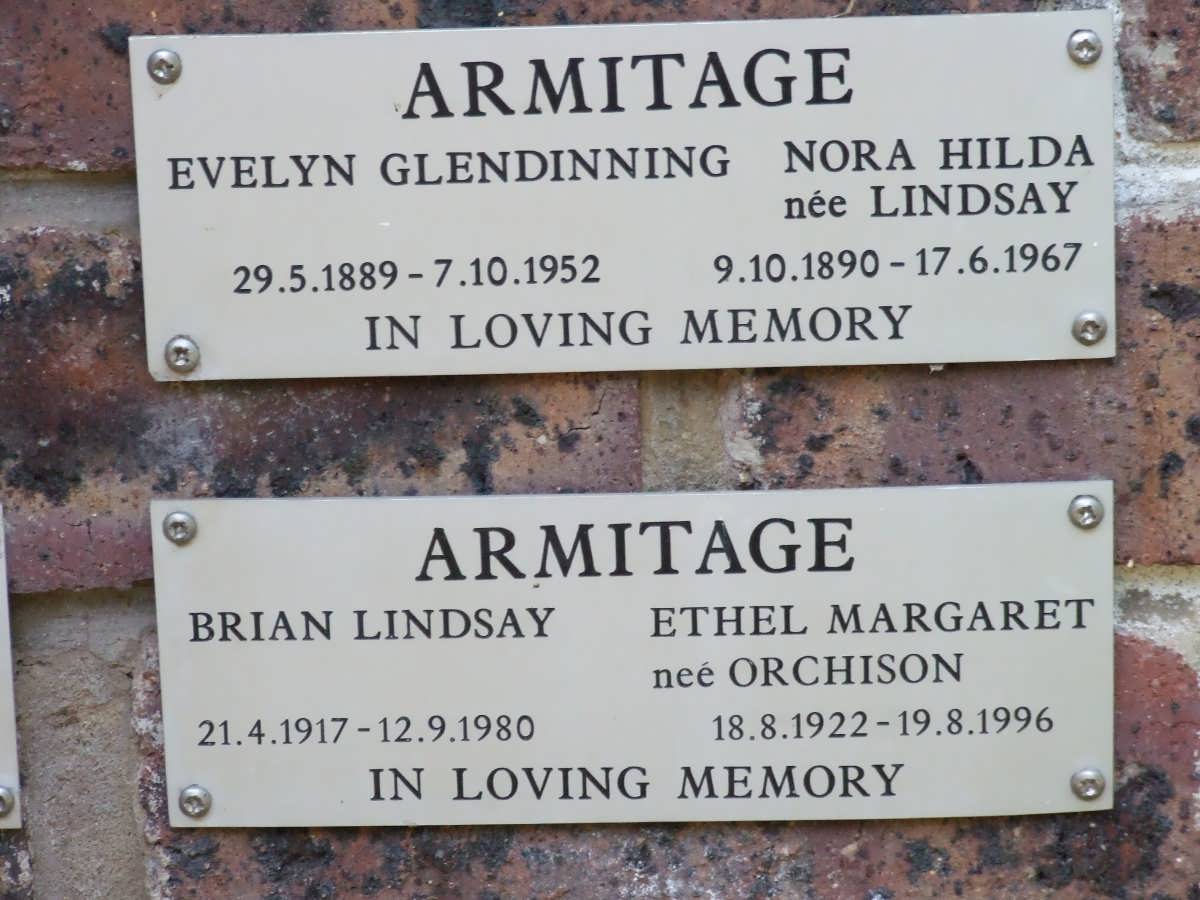 ARMITAGE
EVELYN GLENDINNING NORA HILDA
née LINDSAY
29.5.1889 - 7.10.1952 9.10.1890 - 17.6.1967
IN LOVING MEMORY
ARMITAGE
BRIAN LINDSAY ETHEL MARGARET
neé ORCHISON
21.4.1917 - 12.9.1980 18.8.1922 - 19.8.1996
IN LOVING MEMORY